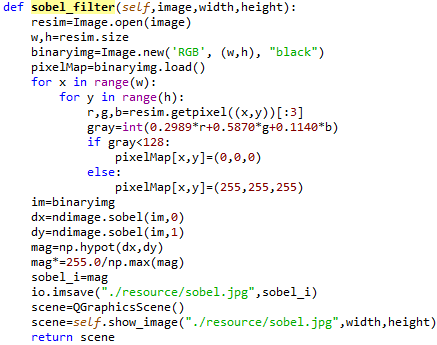 def sobel_filter(self,image,width,height):
    resim=Image.open(image)
    w,h=resim.size
    binaryimg=Image.new('RGB', (w,h), "black")
    pixelMap=binaryimg.load()
    for x in range(w):
        for y in range(h):
            r,g,b=resim.getpixel((x,y))[:3]
            gray=int(0.2989*r+0.5870*g+0.1140*b)
            if gray<128:
                pixelMap[x,y]=(0,0,0)
            else:
                pixelMap[x,y]=(255,255,255)
    im=binaryimg
    dx=ndimage.sobel(im,0)
    dy=ndimage.sobel(im,1)
    mag=np.hypot(dx,dy)
    mag*=255.0/np.max(mag)
    sobel_i=mag
    io.imsave("./resource/sobel.jpg",sobel_i)
    scene=QGraphicsScene()
    scene=self.show_image("./resource/sobel.jpg",width,height)
    return scene